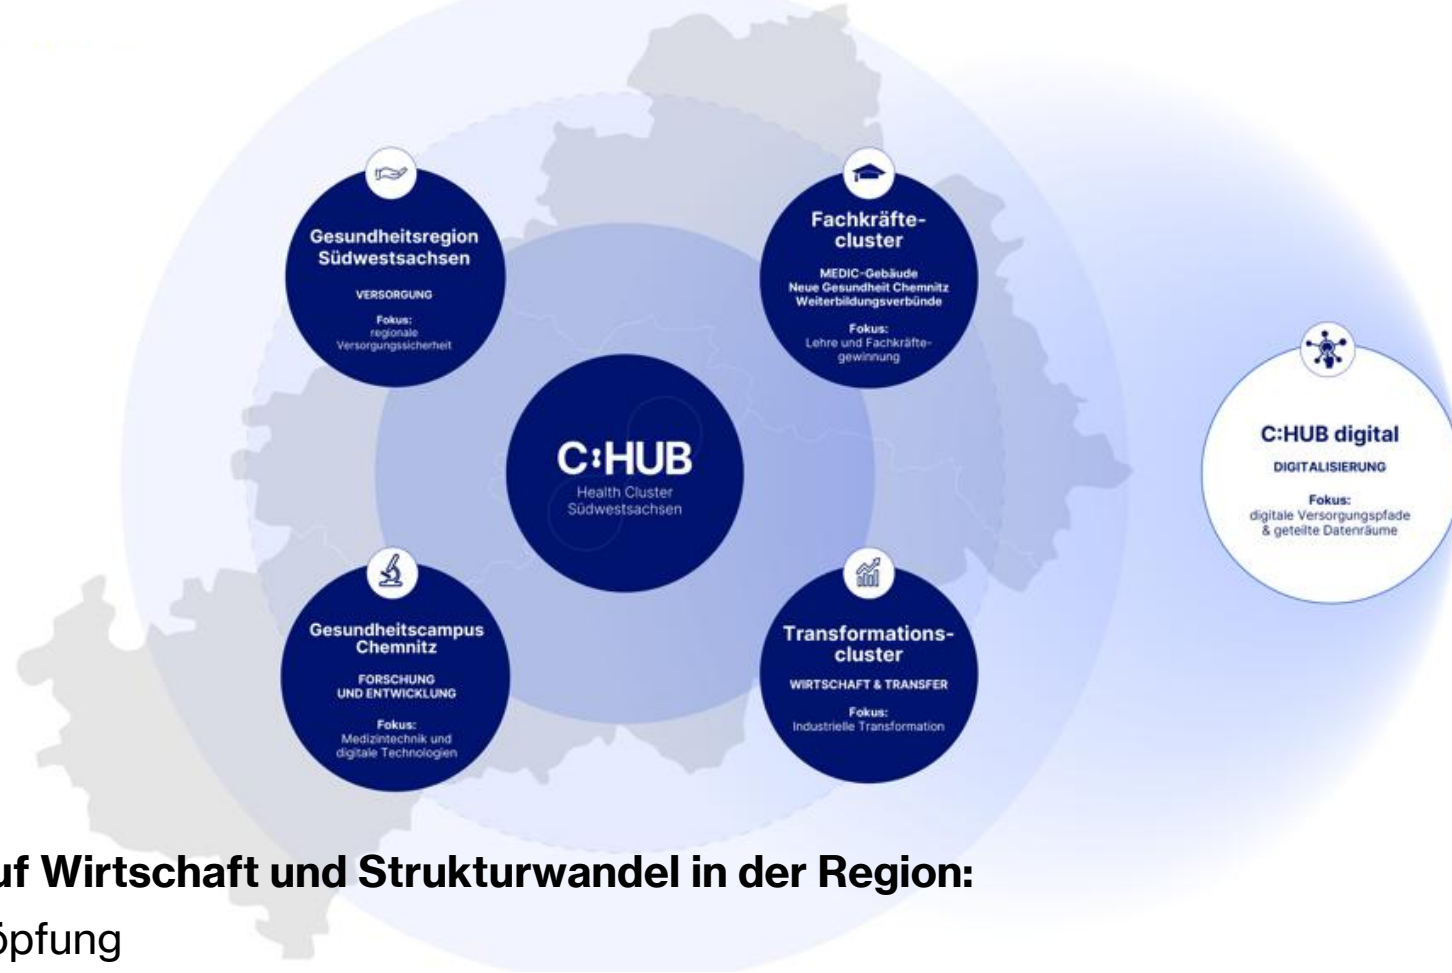 Gesundheitsregion
Südwestsachsen
VERSORGUNG
Fokus:
regionale
Versorgungssicherheit
Fachkräfte-
cluster
MEDIC-Gebäude
Neue Gesundheit Chemnitz
Weiterbildungsverbünde
Fokus:
Lehre und Fachkräfte-
gewinnung
C:HUB
Health Cluster
Südwestsachsen
C:HUB digital
DIGITALISIERUNG
Fokus:
digitale Versorgungspfade
& geteilte Datenräume
Gesundheitscampus
Chemnitz
FORSCHUNG
UND ENTWICKLUNG
Fokus:
Medizintechnik und
digitale Technologien
Transformations-
cluster
WIRTSCHAFT & TRANSFER
Fokus:
Industrielle Transformation
uf Wirtschaft und Strukturwandel in der Region:
öpfung